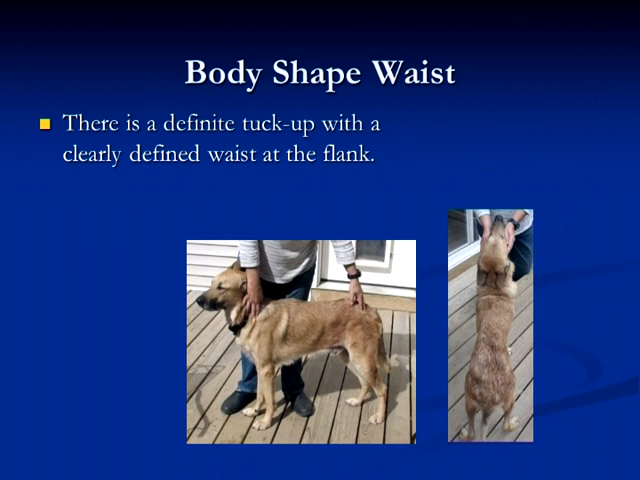 Body Shape Waist
There is a definite tuck-up with a
clearly defined waist at the flank.